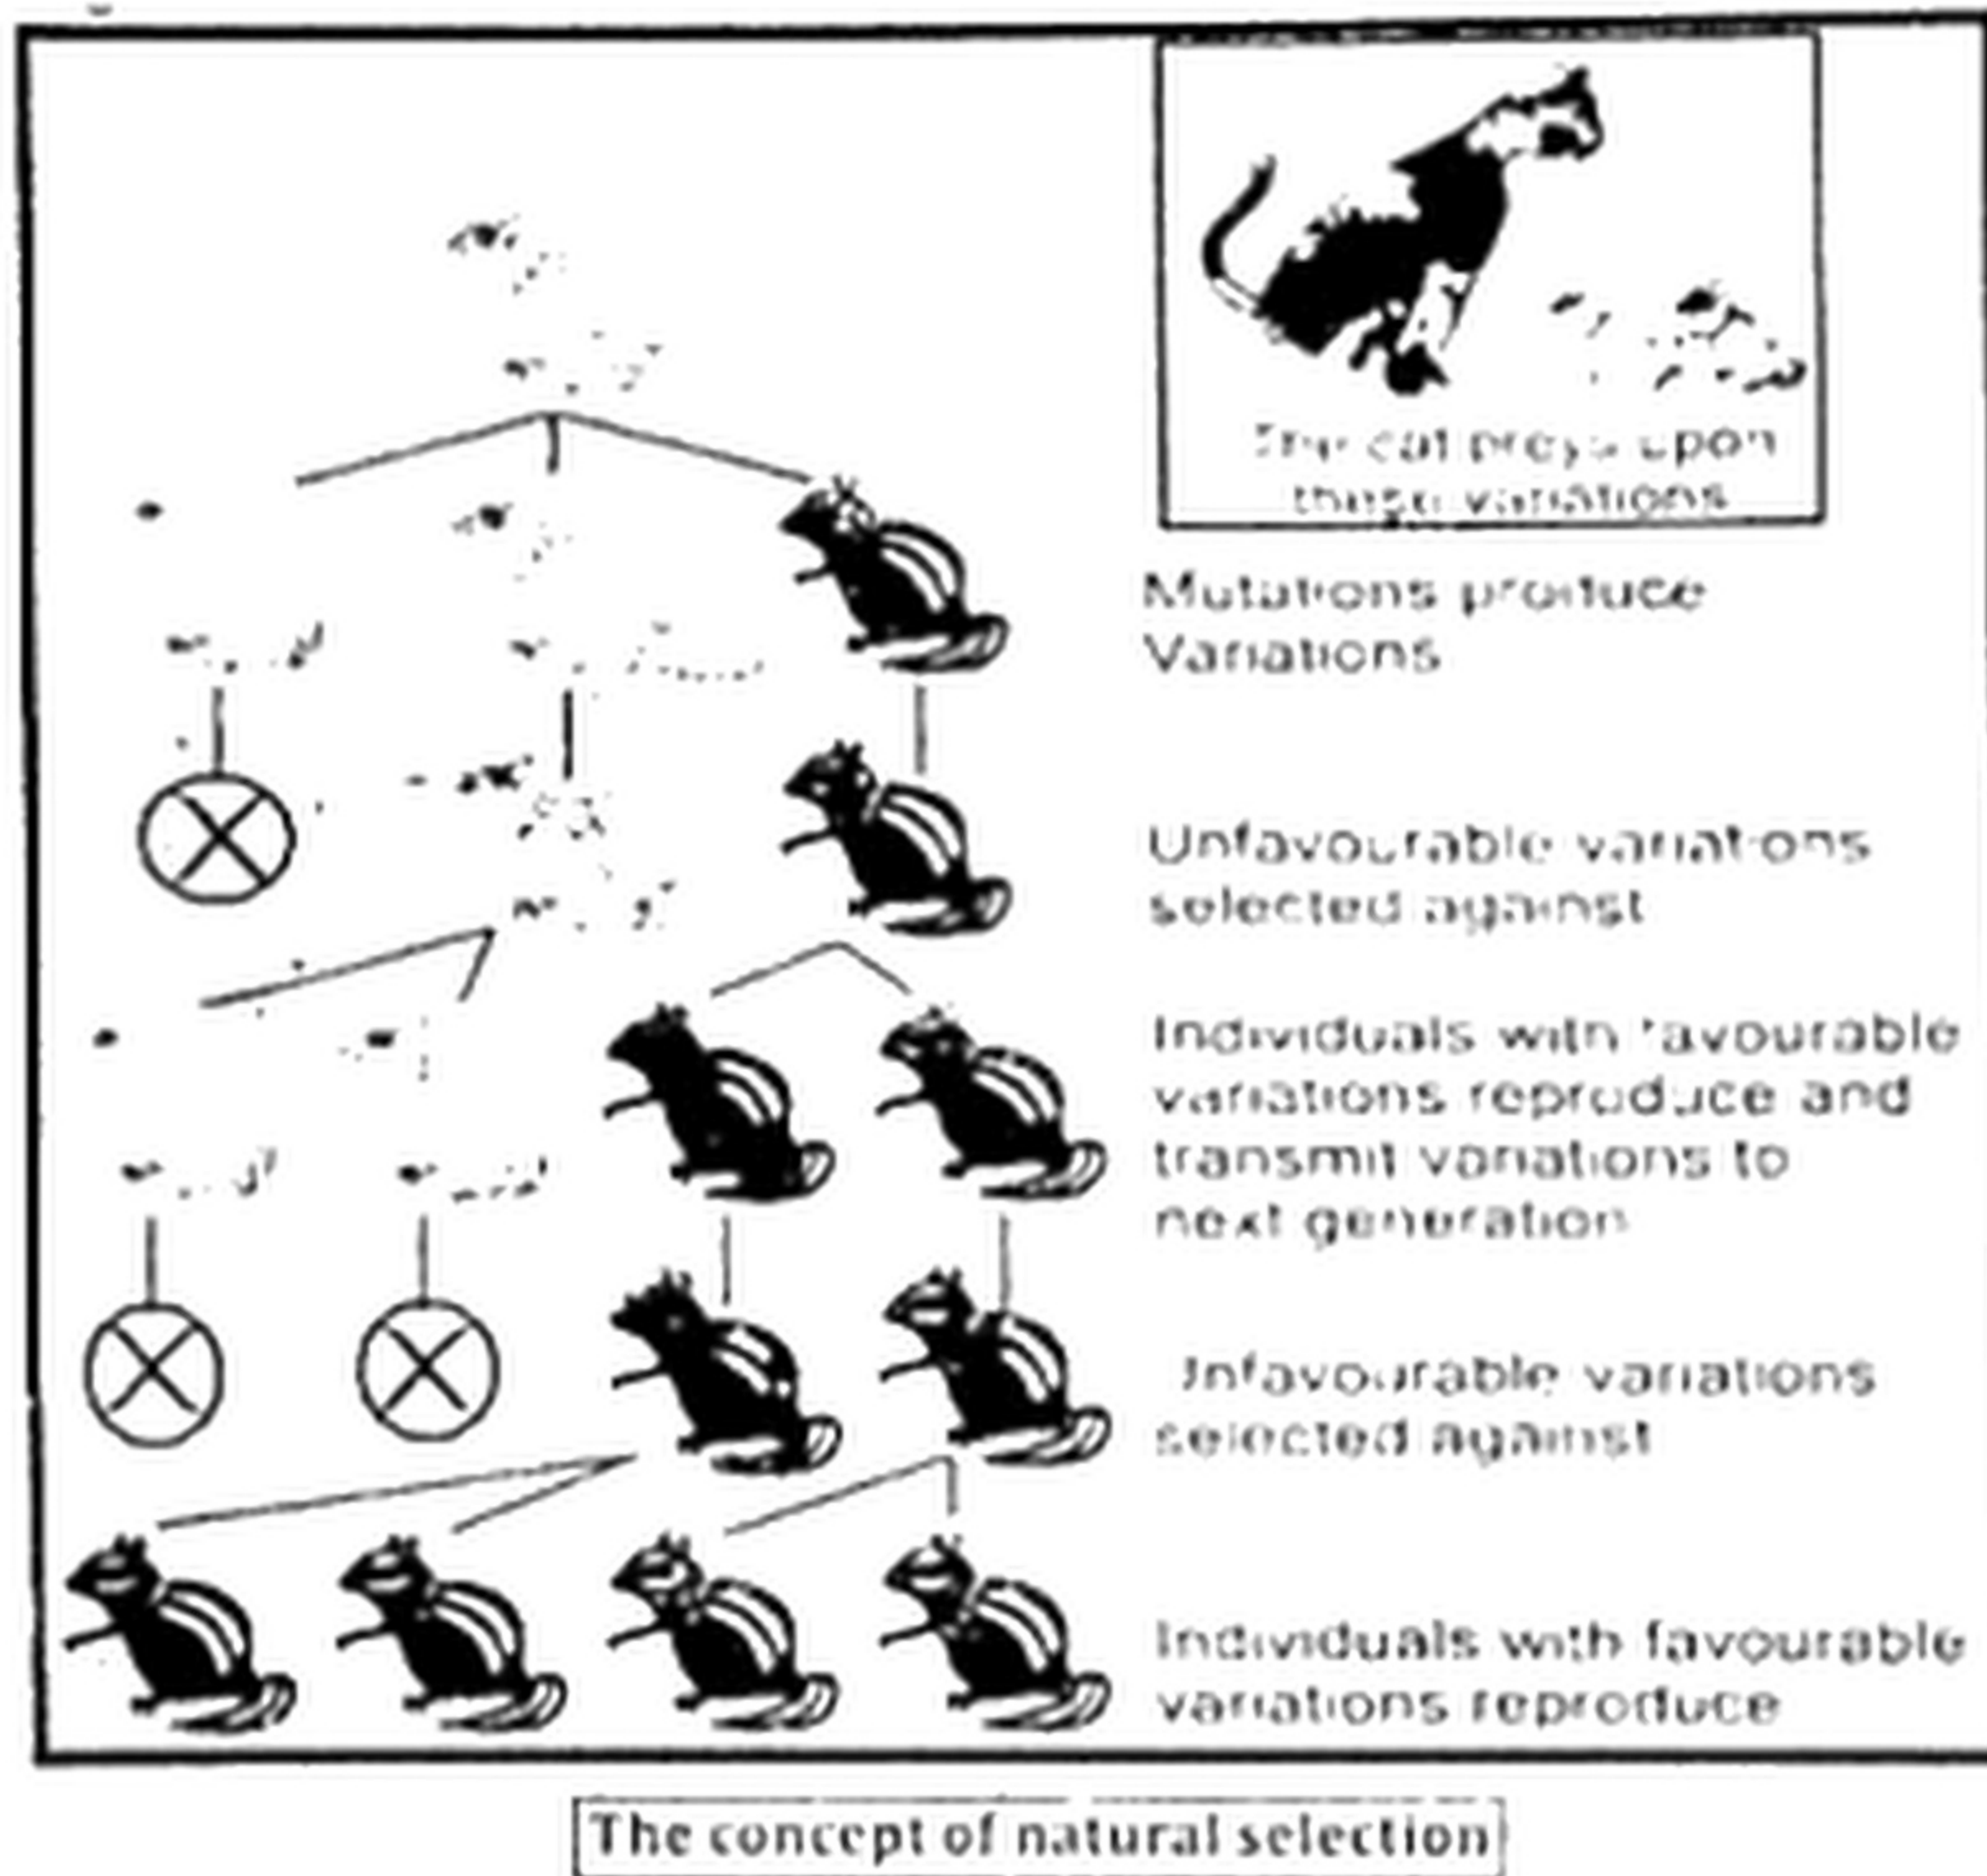 The cat preys upon
these variations
Mutations produce
Variations
Unfavourable variations
selected against
Individuals with favourable
variations reproduce and
transmit variations to
next generation
Unfavourable variations
selected against
Individuals with favourable
variations reproduce
The concept of natural selection